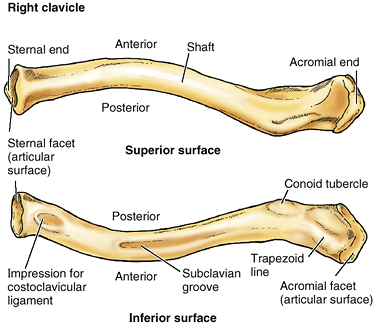 Right clavicle
Sternal end
Anterior
Shaft
Acromial end
Posterior
Sternal facet
(articular
surface)
Superior surface
Conoid tubercle
Posterior
Impression for
costoclavicular
ligament
Anterior
Subclavian
groove
Trapezoid
line
Acromial facet
(articular surface)
Inferior surface